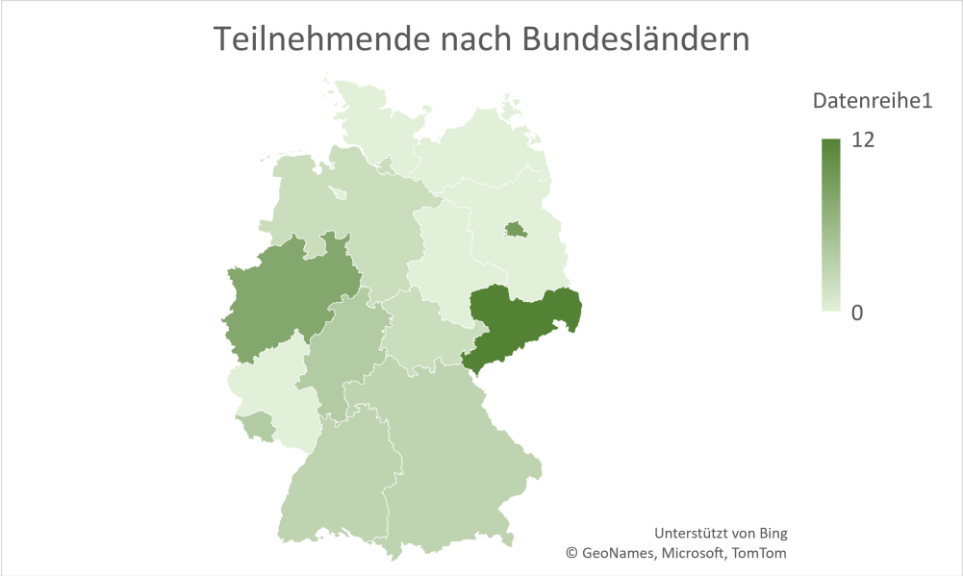 Teilnehmende nach Bundesländern
Datenreihe1
12
0
Unterstützt von Bing
© GeoNames, Microsoft, TomTom